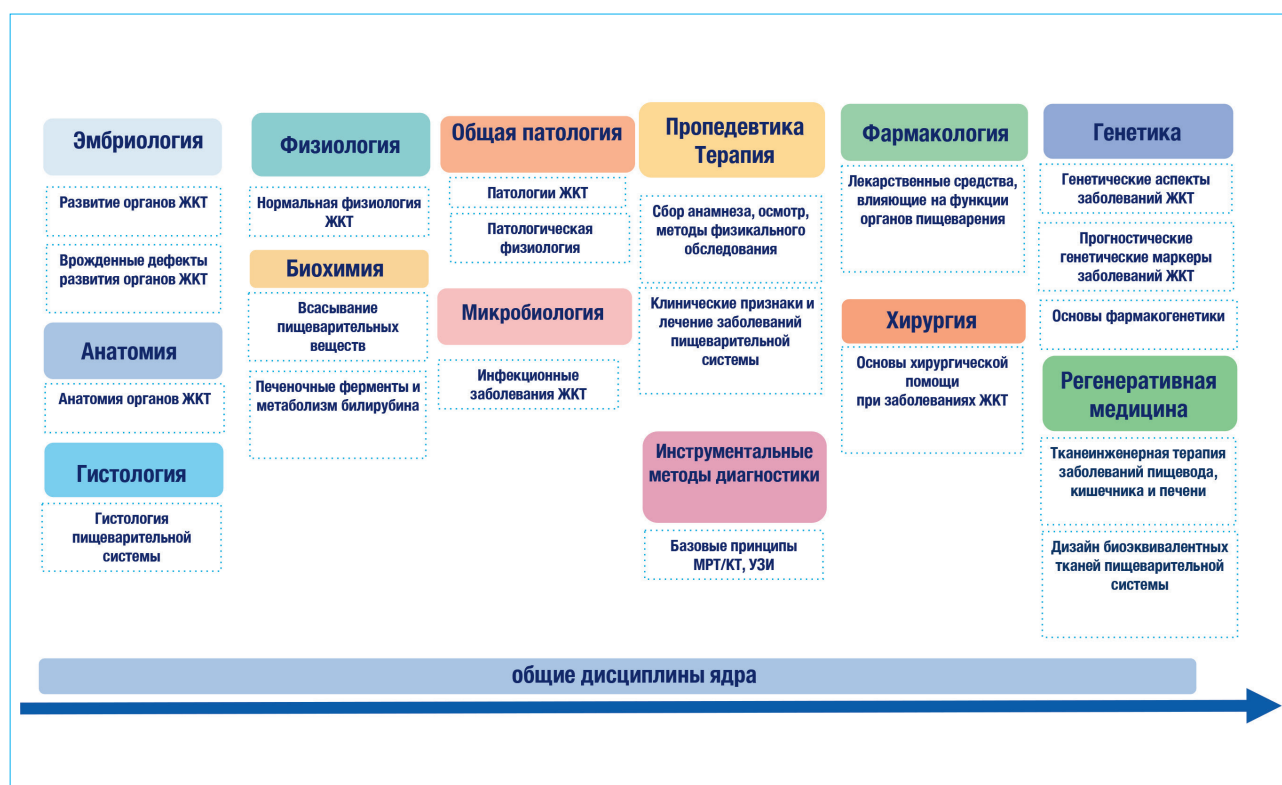 Эмбриология
Развитие органов ЖКТ
Врожденные дефекты
развития органов ЖКТ
Анатомия
Анатомия органов ЖКТ
Гистология
Гистология
пищеварительной
системы
Физиология
Нормальная физиология
ЖКТ
Биохимия
Всасывание
пищеварительных
веществ
Печеночные ферменты и
метаболизм билирубина
Общая патология
Патологии ЖКТ
Патологическая
физиология
Микробиология
Инфекционные
заболевания ЖКТ
Пропедевтика
Терапия
Сбор анамнеза, осмотр,
методы физикального
обследования
Клинические признаки и
лечение заболеваний
пищеварительной
системы
Инструментальные
методы диагностики
Базовые принципы
МРТ/КТ, УЗИ
Фармакология
Лекарственные средства,
влияющие на функции
органов пищеварения
Хирургия
Основы хирургической
помощи
при заболеваниях ЖКТ
Генетика
Генетические аспекты
заболеваний ЖКТ
Прогностические
генетические маркеры
заболеваний ЖКТ
Основы фармакогенетики
Регенеративная
медицина
Тканеинженерная терапия
заболеваний пищевода,
кишечника и печени
Дизайн биоэквивалентных
тканей пищеварительной
системы
общие дисциплины ядра